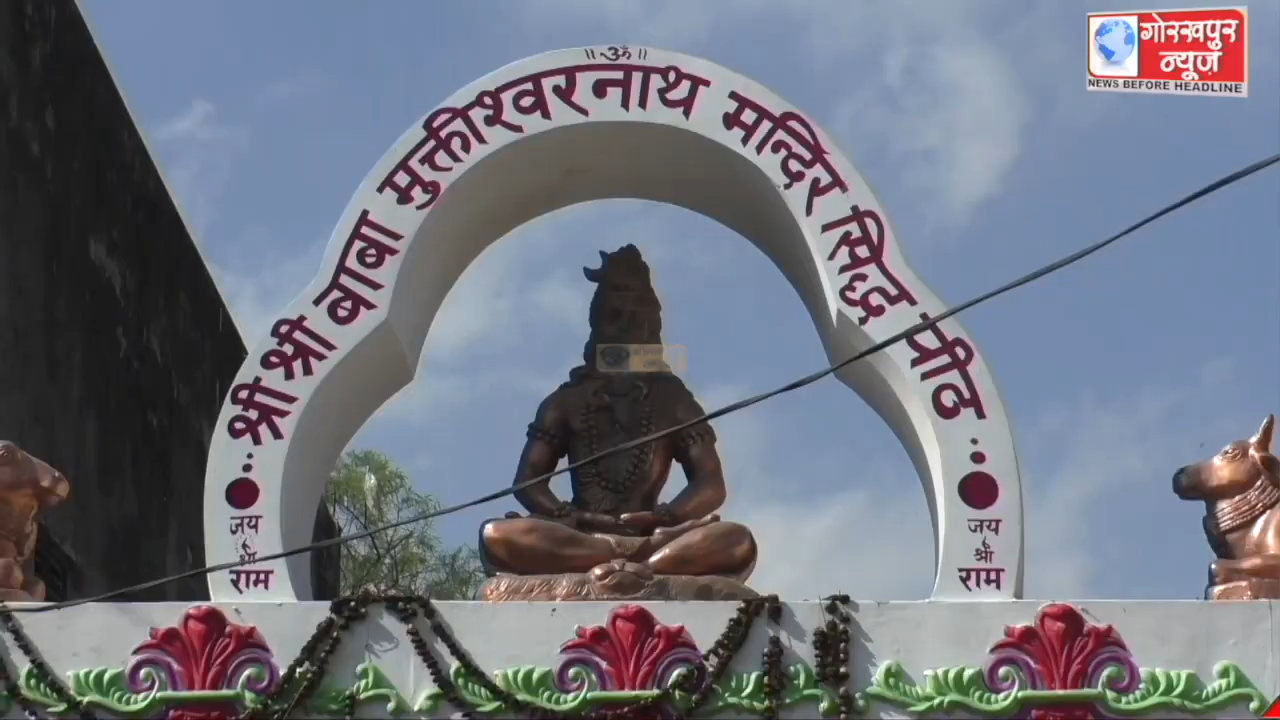 गोरखपुर
न्यूज़
NEWS BEFORE HEADLINE
॥ ॐ ॥
श्री श्री बाबा मुक्तीश्वरनाथ मन्दिर सिद्ध पीठ
जय
श्री
राम
जय
श्री
राम